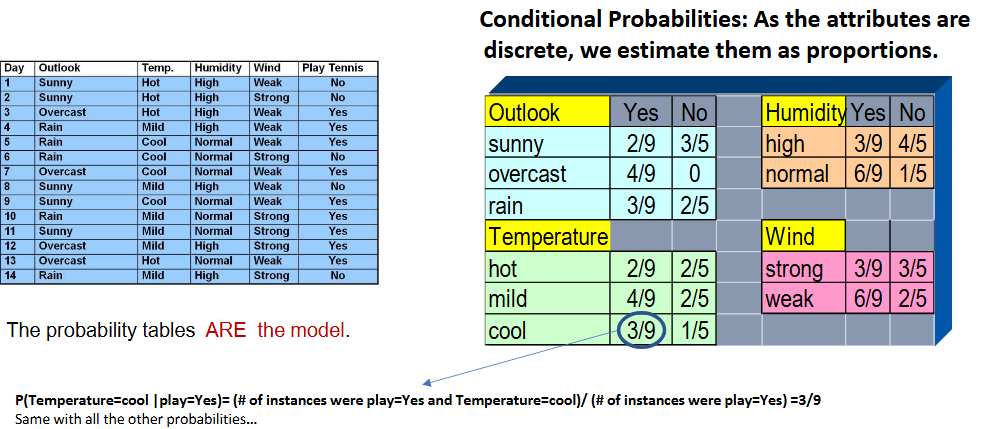 Conditional Probabilities: As the attributes are
discrete, we estimate them as proportions.
Day Outlook Temp. Humidity Wind Play Tennis
1 Sunny Hot High Weak No
2 Sunny Hot High Strong No
3 Overcast Hot High Weak Yes
4 Rain Mild High Weak Yes
5 Rain Cool Normal Weak Yes
6 Rain Cool Normal Strong No
7 Overcast Cool Normal Weak Yes
8 Sunny Mild High Weak No
9 Sunny Cool Normal Weak Yes
10 Rain Mild Normal Strong Yes
11 Sunny Mild Normal Strong Yes
12 Overcast Mild High Strong Yes
13 Overcast Hot Normal Weak Yes
14 Rain Mild High Strong No
The probability tables ARE the model.
Outlook Yes No Humidity Yes No
sunny 2/9 3/5 high 3/9 4/5
overcast 4/9 0 normal 6/9 1/5
rain 3/9 2/5
Temperature Wind
hot 2/9 2/5 strong 3/9 3/5
mild 4/9 2/5 weak 6/9 2/5
cool 3/9 1/5
P(Temperature=cool |play=Yes)= (# of instances were play=Yes and Temperature=cool)/ (# of instances were play=Yes) =3/9
Same with all the other probabilities...